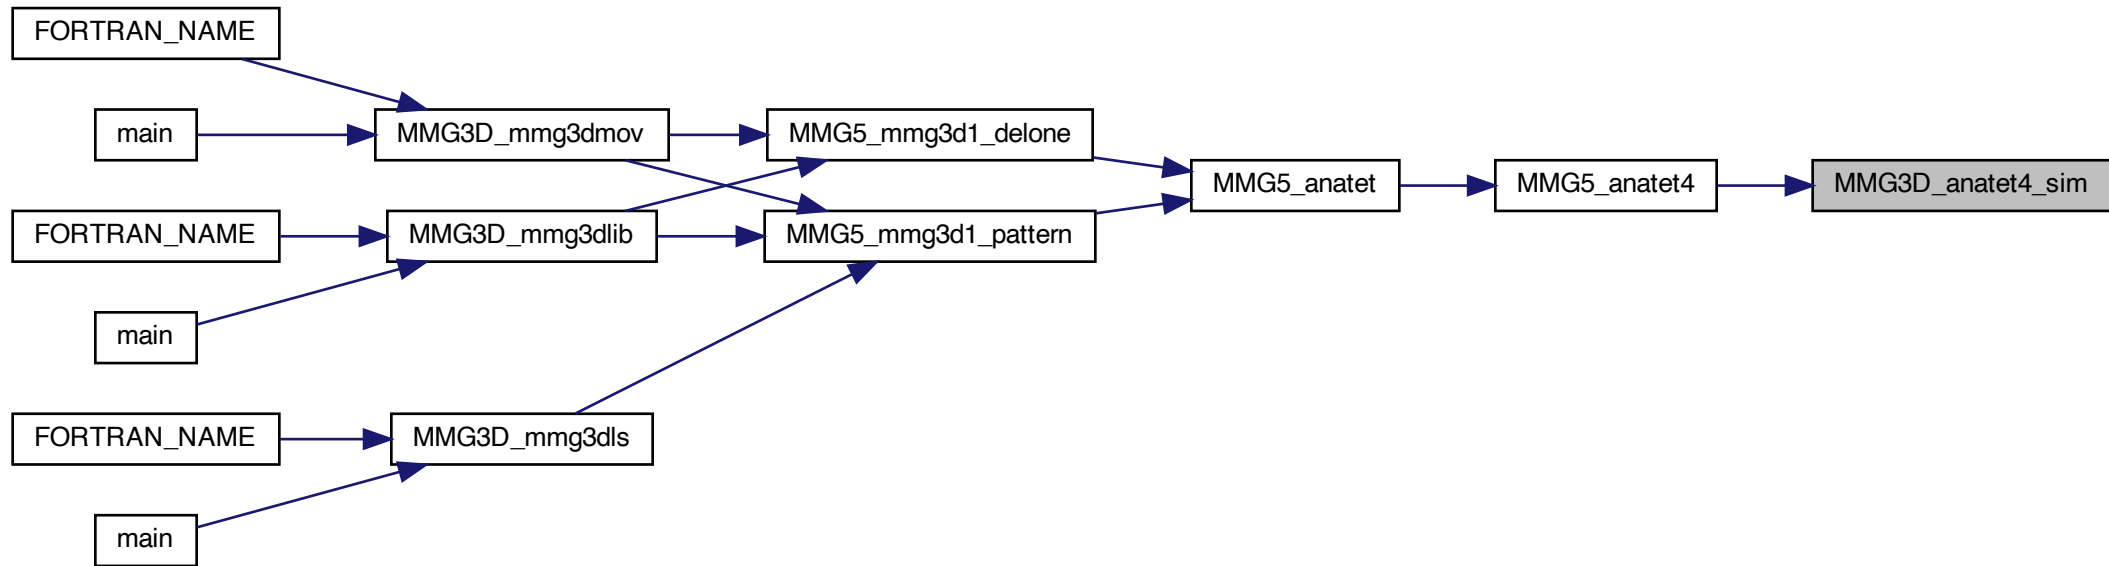 FORTRAN_NAME
main
MMG3D_mmg3dmov
MMG5_mmg3d1_delone
MMG5_anatet
MMG5_anatet4
MMG3D_anatet4_sim
FORTRAN_NAME
MMG3D_mmg3dlib
MMG5_mmg3d1_pattern
main
FORTRAN_NAME
MMG3D_mmg3dls
main